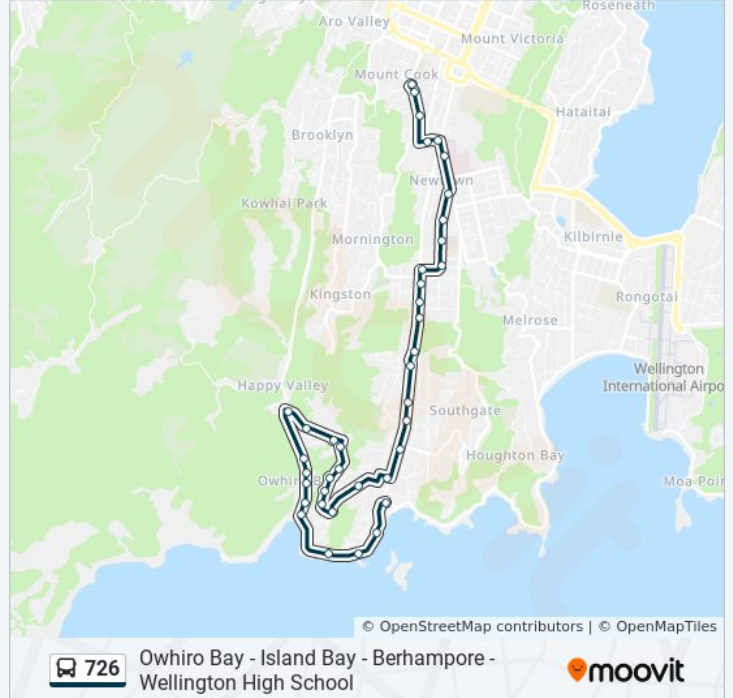 Roseneath
Aro Valley
Mount Victoria
Mount Cook
Hataitai
Brooklyn
Newtown
Kowhai Park
Mornington
Kilbirnie
Kingston
Rongotai
Melrose
Wellington
International Airpo
Happy Valley
Southgate
Houghton Bay
Owhiro B
Moa Poin
© OpenStreetMap contributors | © OpenMapTiles
726
Owhiro Bay - Island Bay - Berhampore -
Wellington High School
moovit